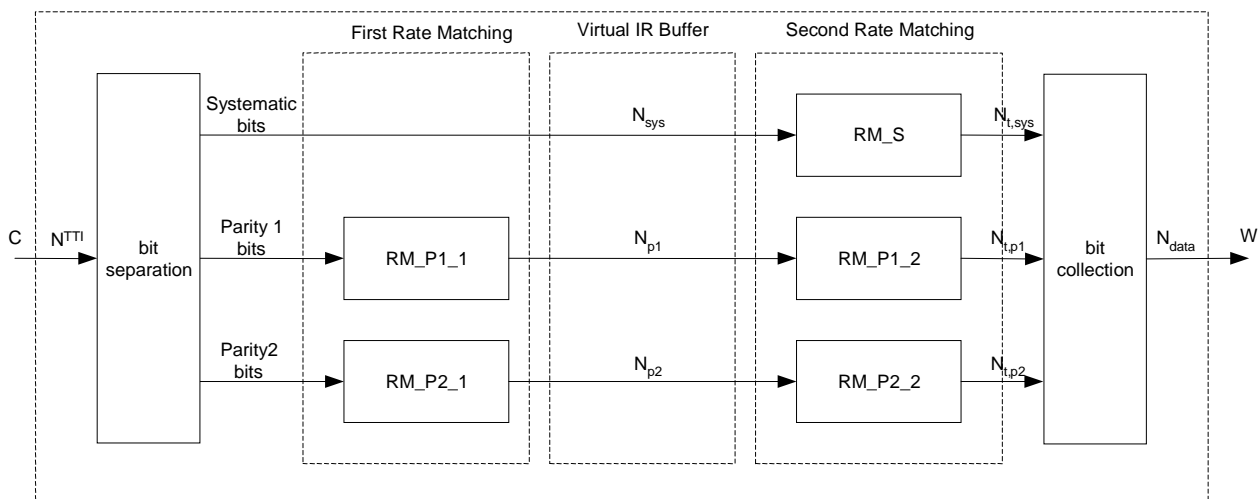 First Rate Matching
Virtual IR Buffer
Second Rate Matching
Systematic
bits
N_sys
RM_S
N_t,sys
C
N^TTI
bit
separation
Parity 1
bits
RM_P1_1
N_p1
RM_P1_2
N_t,p1
bit
collection
N_data
W
Parity2
bits
RM_P2_1
N_p2
RM_P2_2
N_t,p2